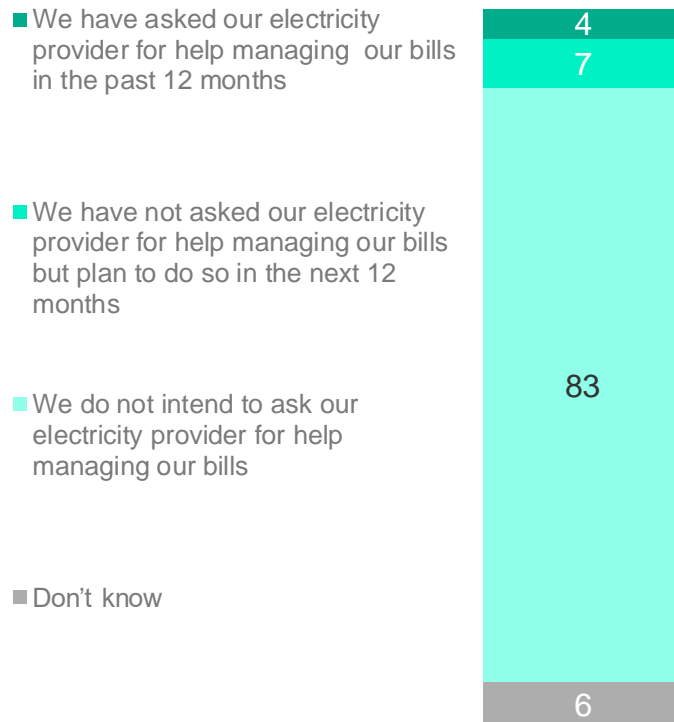 We have asked our electricity
provider for help managing our bills
in the past 12 months
We have not asked our electricity
provider for help managing our bills
but plan to do so in the next 12
months
We do not intend to ask our
electricity provider for help
managing our bills
Don't know
4
7
83
6